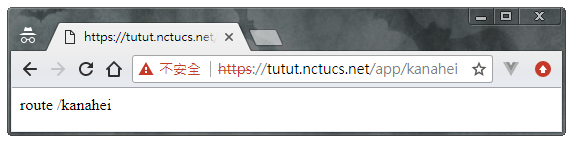 https://tutut.nctucs.net/
不安全 https://tutut.nctucs.net/app/kanahei
route /kanahei